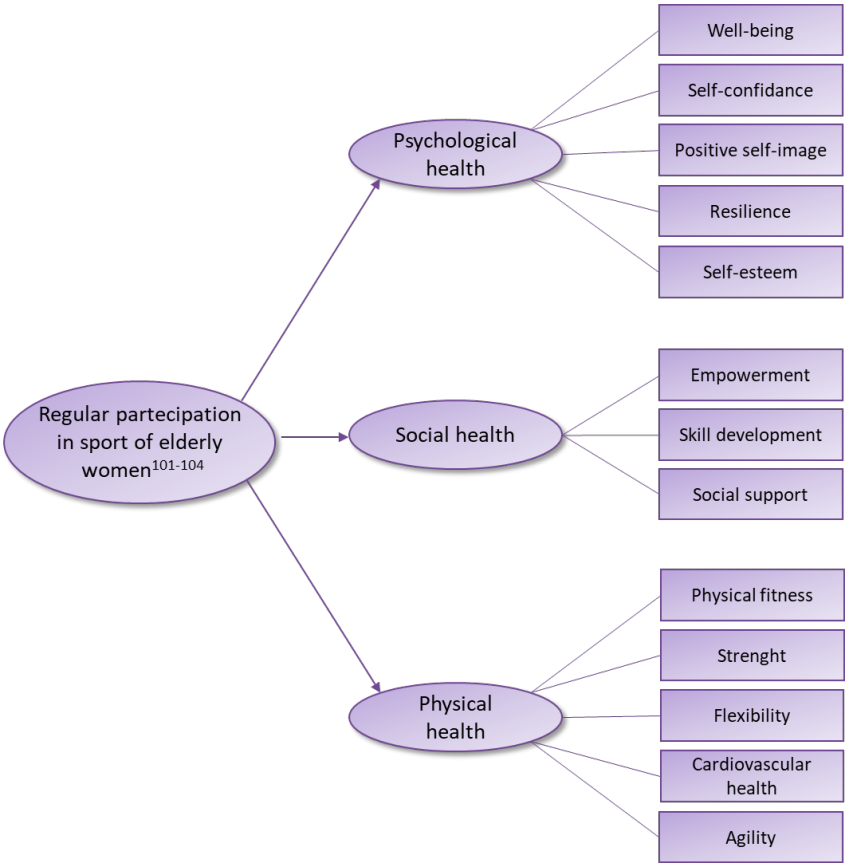 Regular partecipation
in sport of elderly
women101-104
Psychological
health
Well-being
Self-confidance
Positive self-image
Resilience
Self-esteem
Social health
Empowerment
Skill development
Social support
Physical
health
Physical fitness
Strenght
Flexibility
Cardiovascular
health
Agility